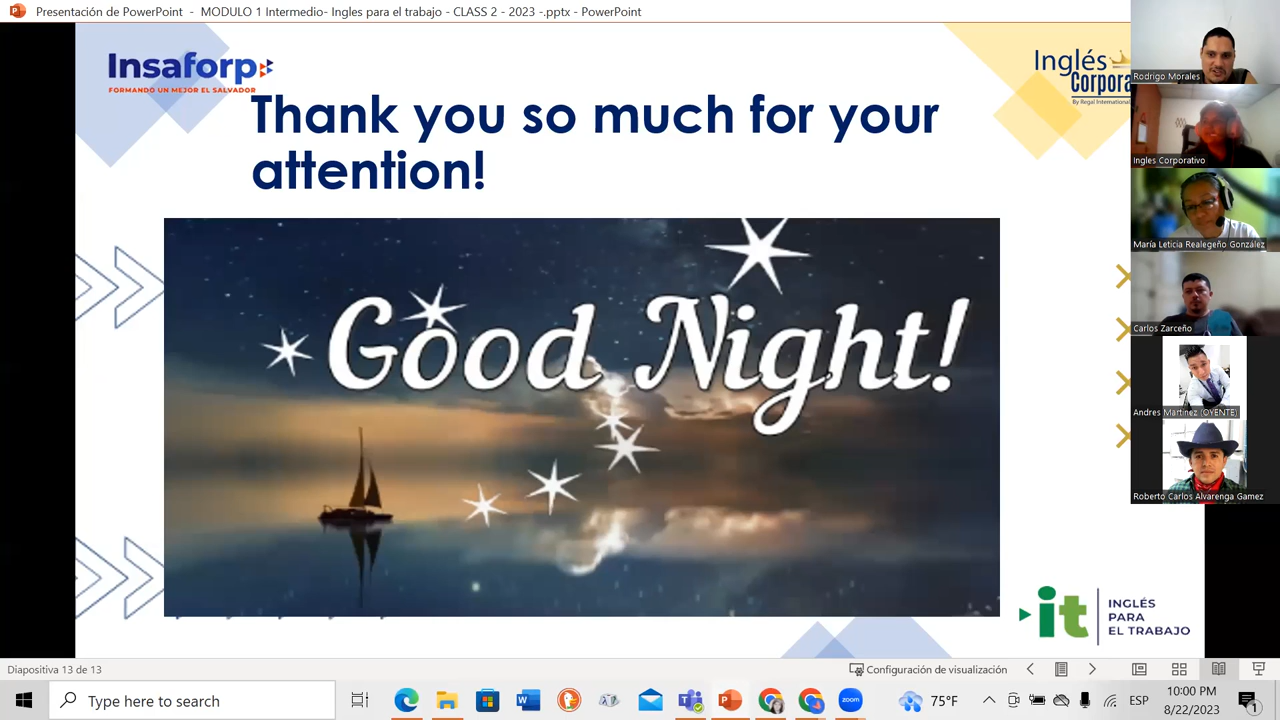 Presentación de PowerPoint - MODULO 1 Intermedio- Ingles para el trabajo - CLASS 2 - 2023 -.pptx - PowerPoint
Insaforp
FORMANDO UN MEJOR EL SALVADOR
Inglés
Corpora
By Regal International
Thank you so much for your
attention!
Good Night!
Rodrigo Morales
Ingles Corporativo
María Leticia Realegeño González
Carlos Zarceño
Andres Martinez (OYENTE)
Roberto Carlos Alvarenga Gamez
it
INGLÉS
PARA
EL TRABAJO
Diapositiva 13 de 13
Configuración de visualización
Type here to search
75°F
ESP
10:00 PM
8/22/2023
1